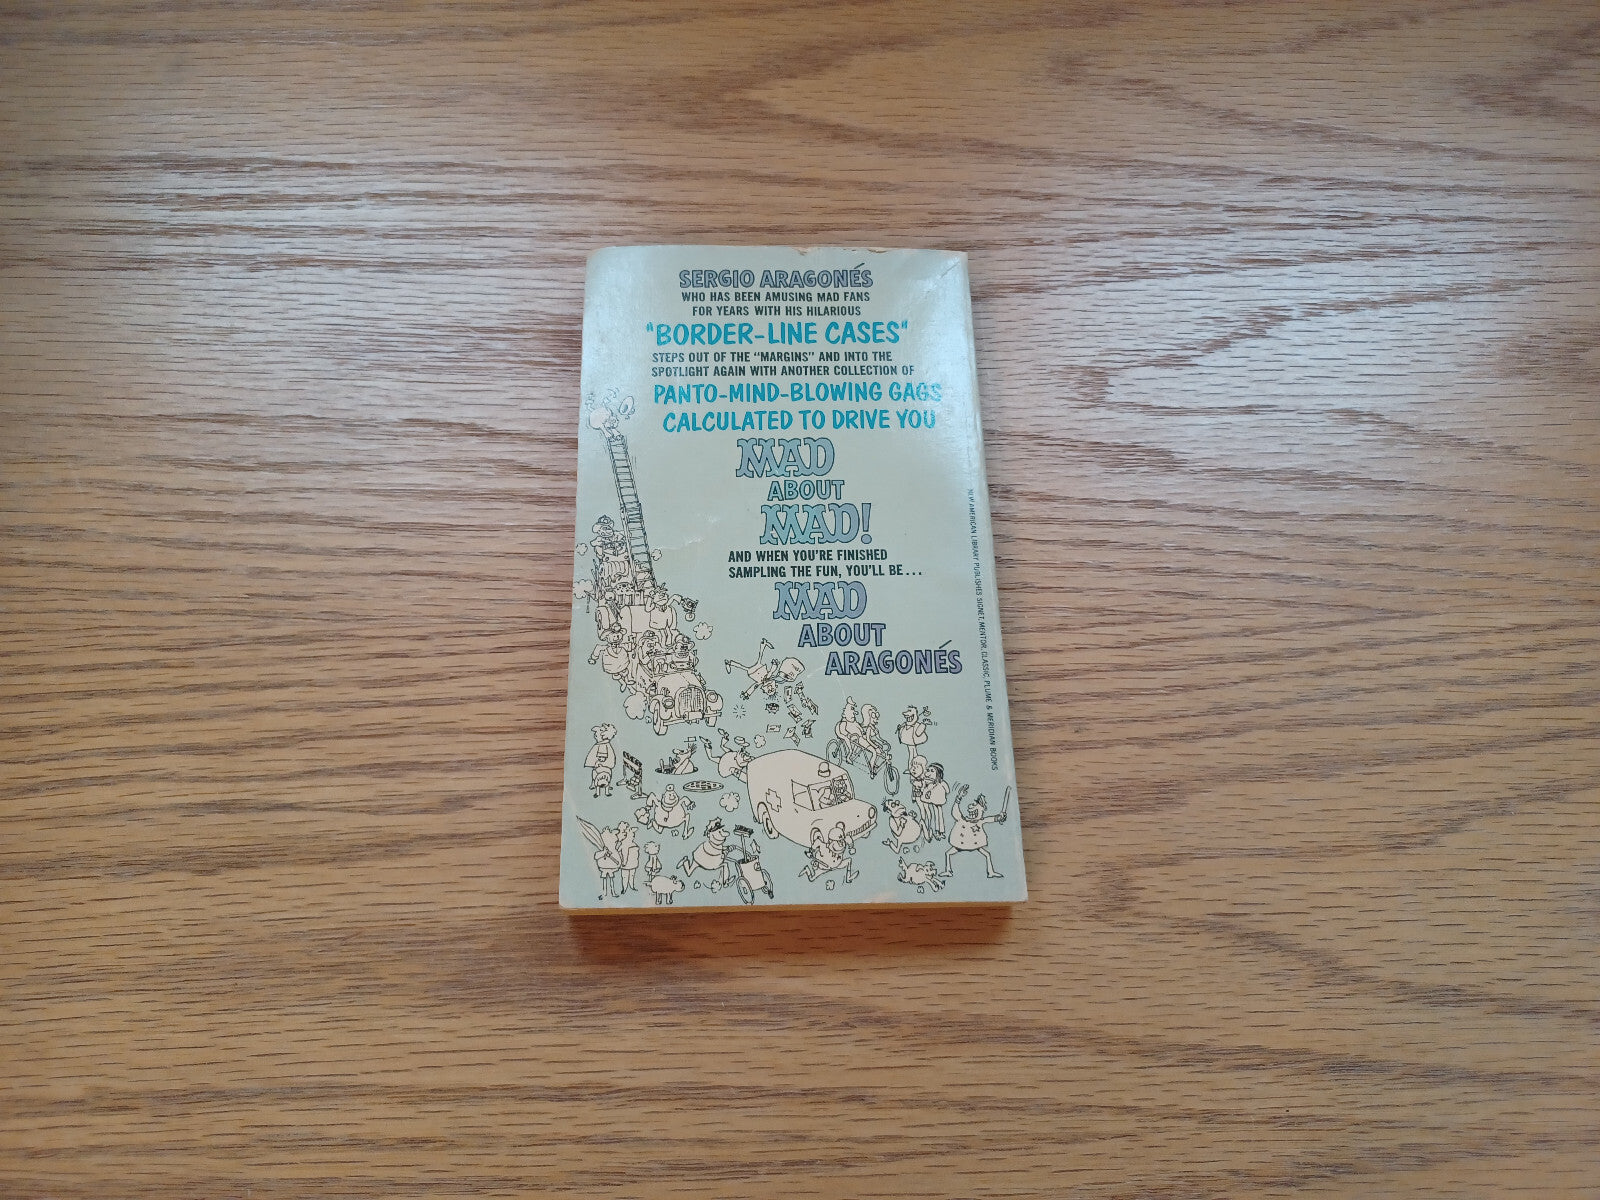 SERGIO ARAGONÉS
WHO HAS BEEN AMUSING MAD FANS
FOR YEARS WITH HIS HILARIOUS
"BORDER-LINE CASES"
STEPS OUT OF THE "MARGINS" AND INTO THE
SPOTLIGHT AGAIN WITH ANOTHER COLLECTION OF
PANTO-MIND-BLOWING GAGS
CALCULATED TO DRIVE YOU
MAD
ABOUT
MAD!
AND WHEN YOU'RE FINISHED
SAMPLING THE FUN, YOU'LL BE...
MAD
ABOUT
ARAGONÉS
NEW AMERICAN LIBRARY PUBLISHES SIGNET, MENTOR, CLASSIC, PLUME & MERIDIAN BOOKS